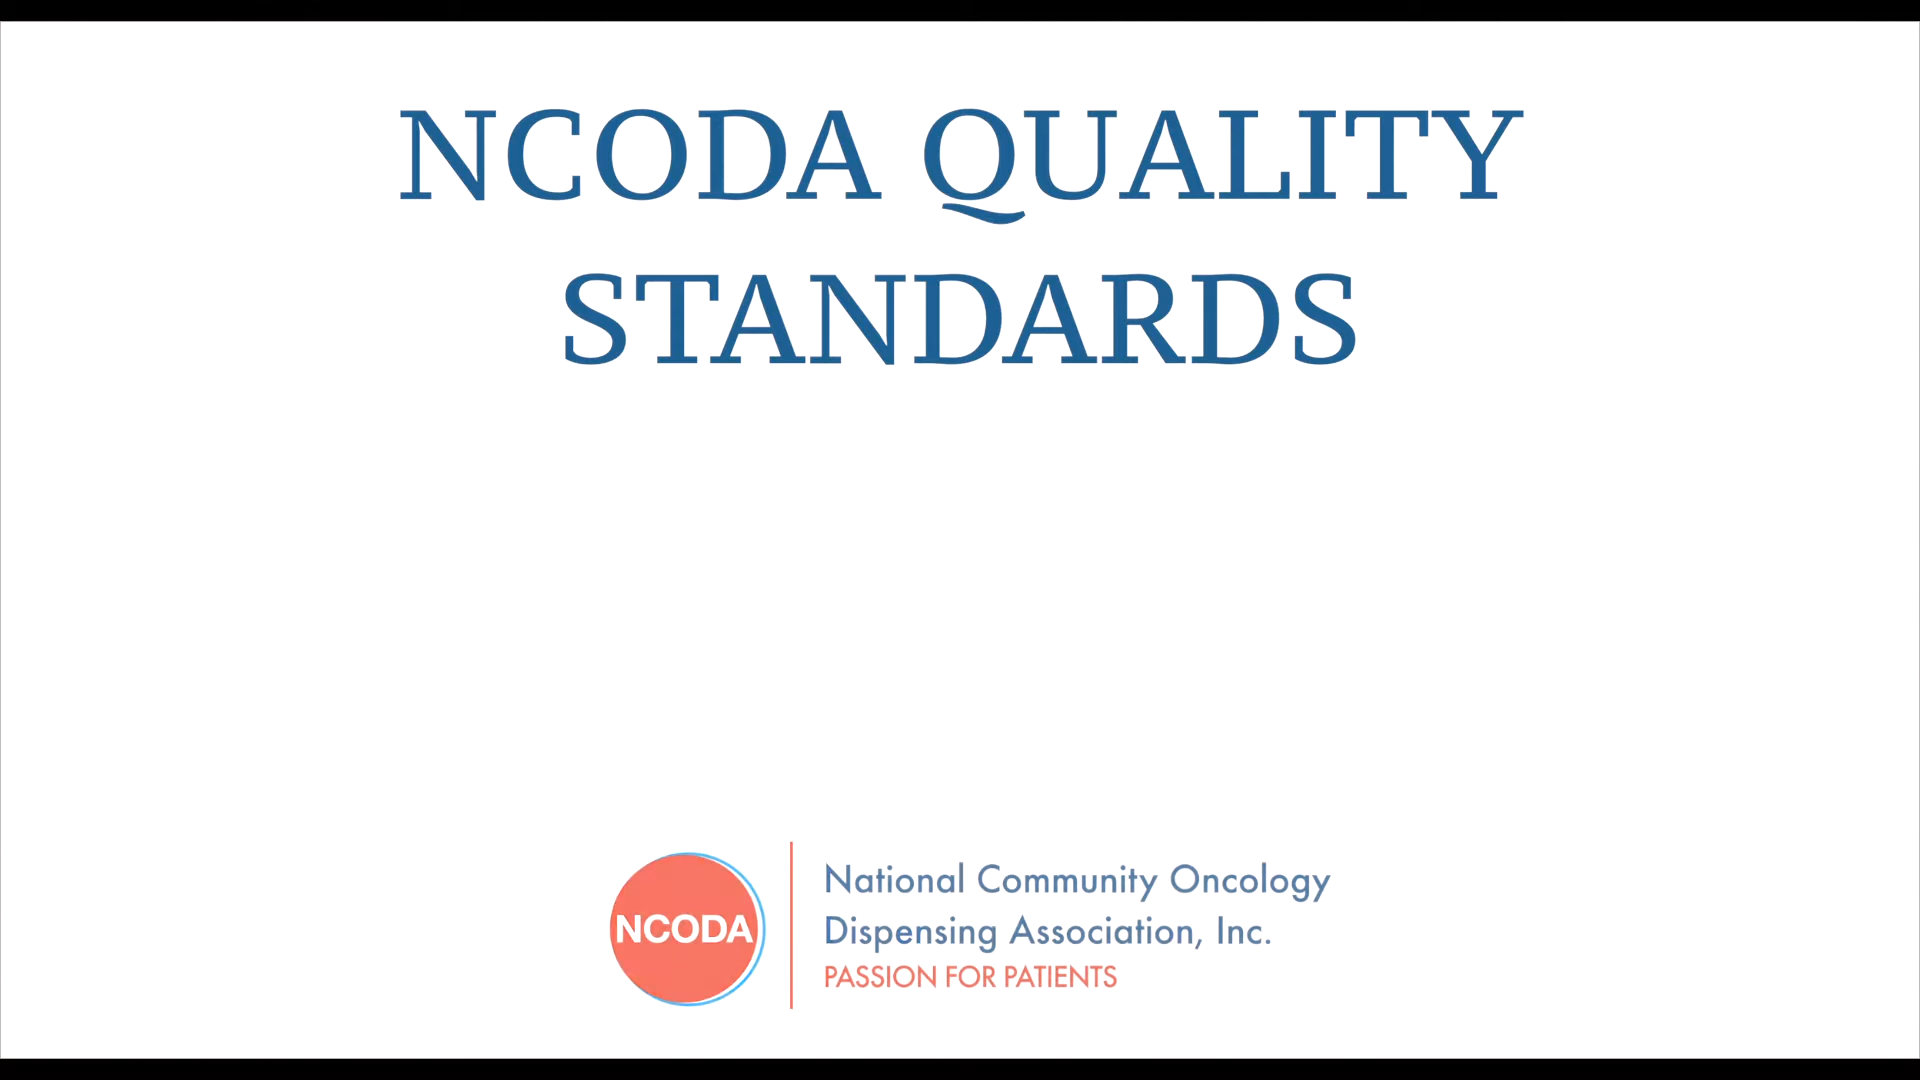 NCODA QUALITY
STANDARDS
NCODA
National Community Oncology
Dispensing Association, Inc.
PASSION FOR PATIENTS